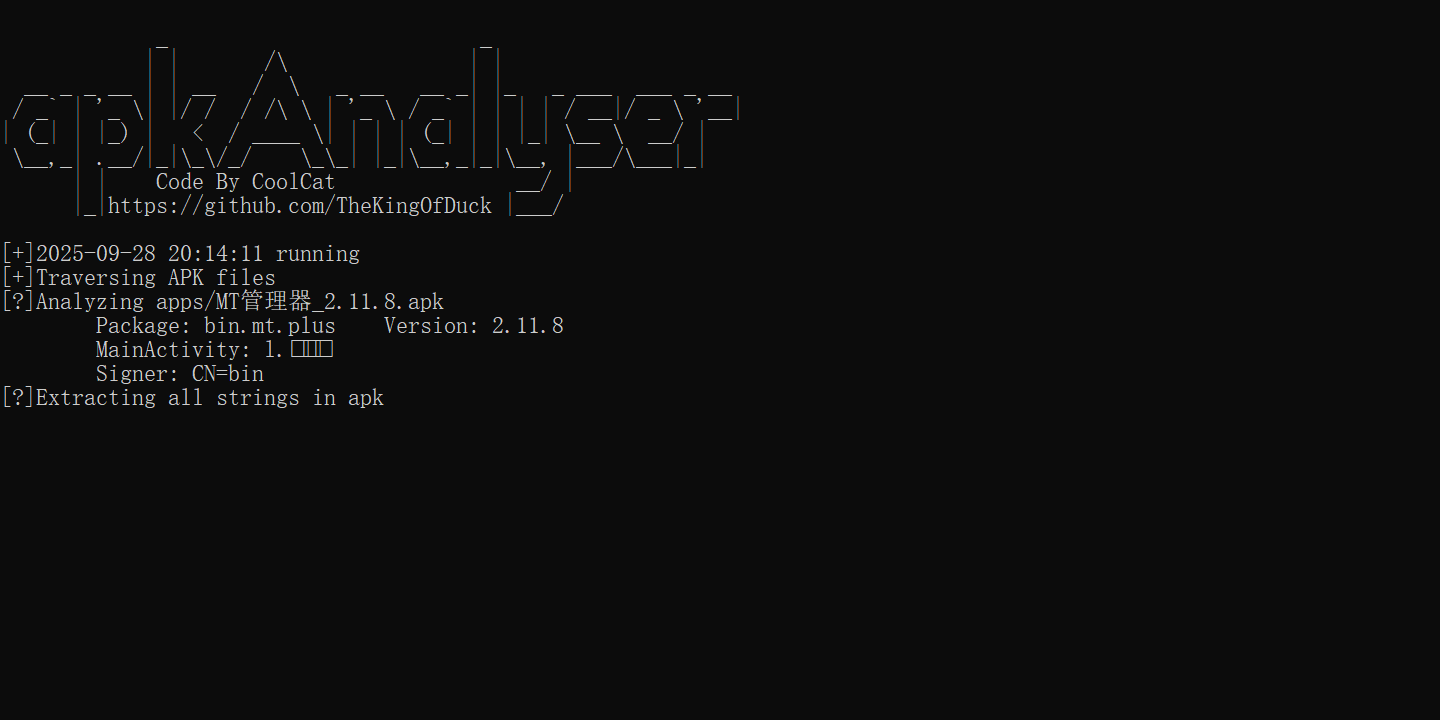 apkAnalyser
Code By CoolCat
https://github.com/TheKingOfDuck
[+]2025-09-28 20:14:11 running
[+]Traversing APK files
[?]Analyzing apps/MT管理器_2.11.8.apk
Package: bin.mt.plus    Version: 2.11.8
MainActivity: l.□□□
Signer: CN=bin
[?]Extracting all strings in apk